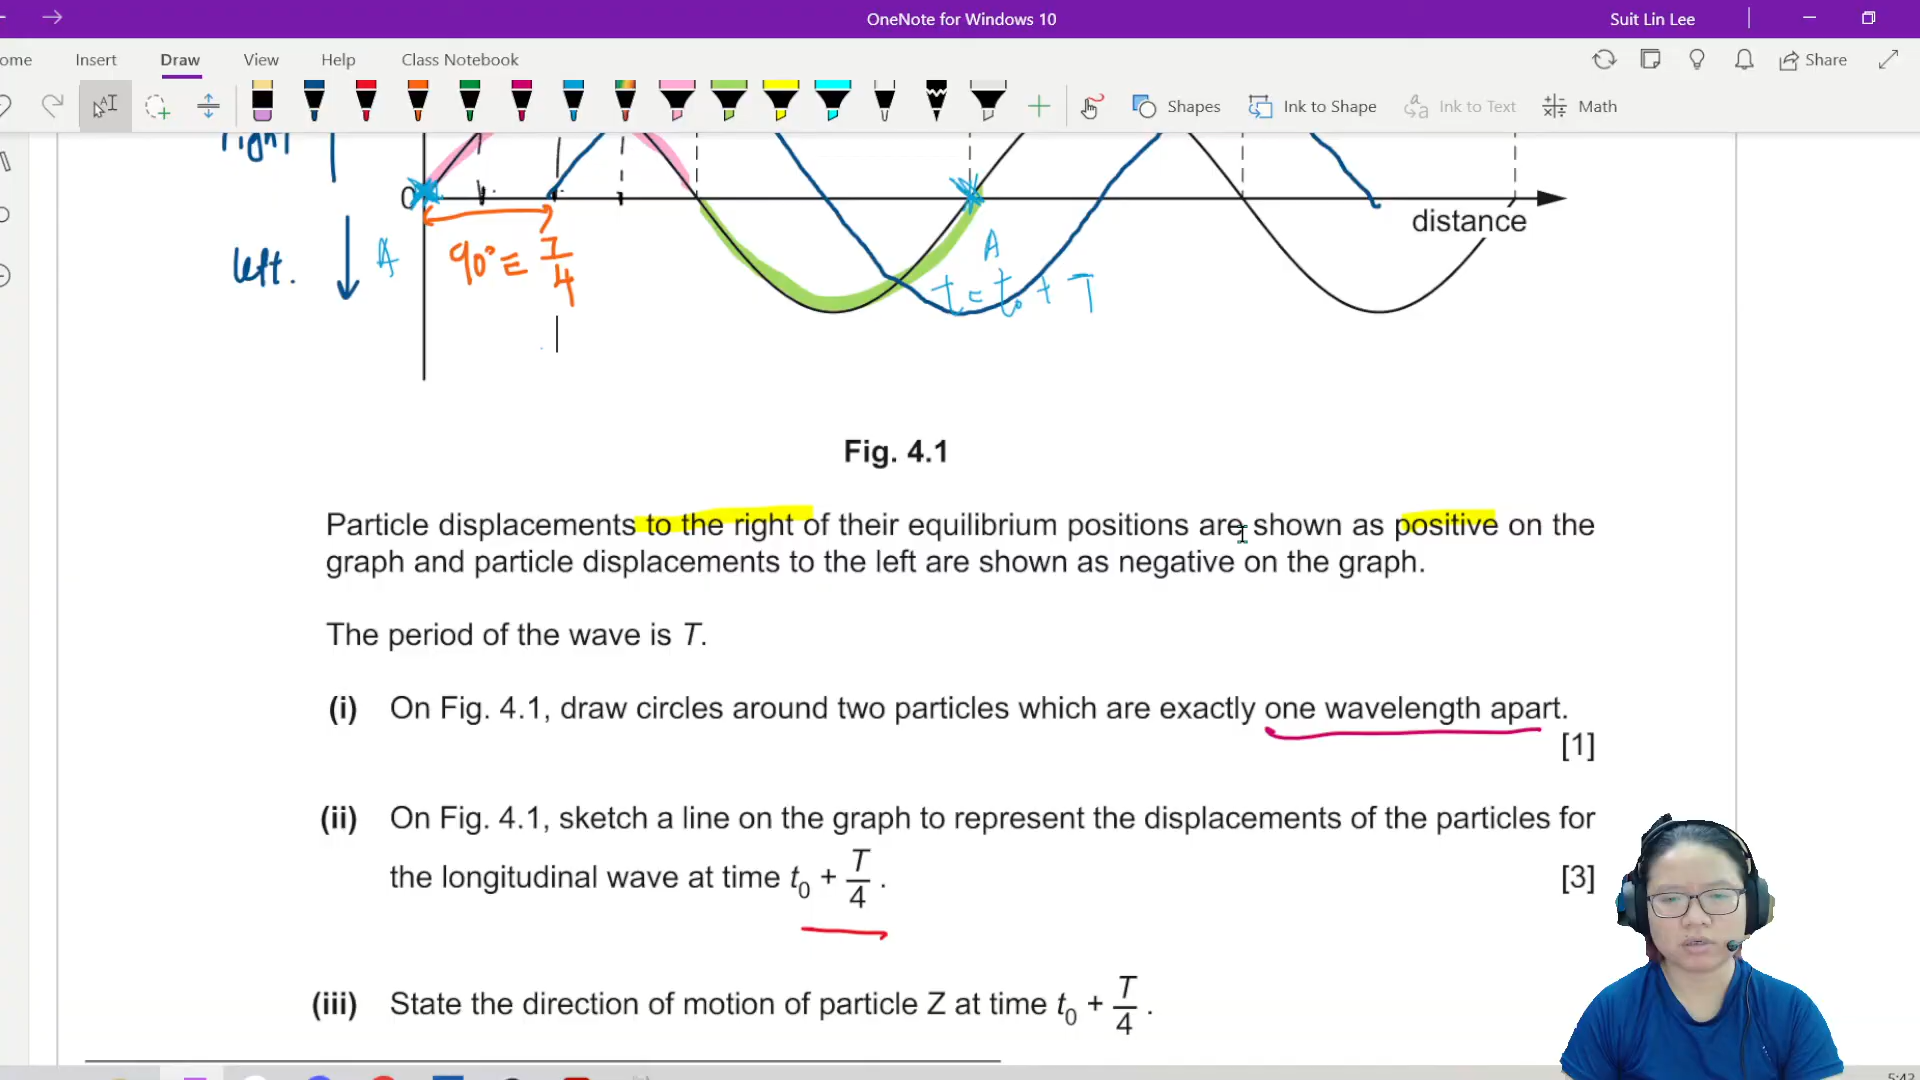 OneNote for Windows 10
Suit Lin Lee
ome Insert Draw View Help Class Notebook
Share
Shapes Ink to Shape Ink to Text Math
right
0
distance
left.
A
90° ≡ T/4
A
t = t₀ + T
Fig. 4.1
Particle displacements to the right of their equilibrium positions are shown as positive on the
graph and particle displacements to the left are shown as negative on the graph.
The period of the wave is T.
(i) On Fig. 4.1, draw circles around two particles which are exactly one wavelength apart.
[1]
(ii) On Fig. 4.1, sketch a line on the graph to represent the displacements of the particles for
the longitudinal wave at time t₀ + T/4 . [3]
(iii) State the direction of motion of particle Z at time t₀ + T/4 .